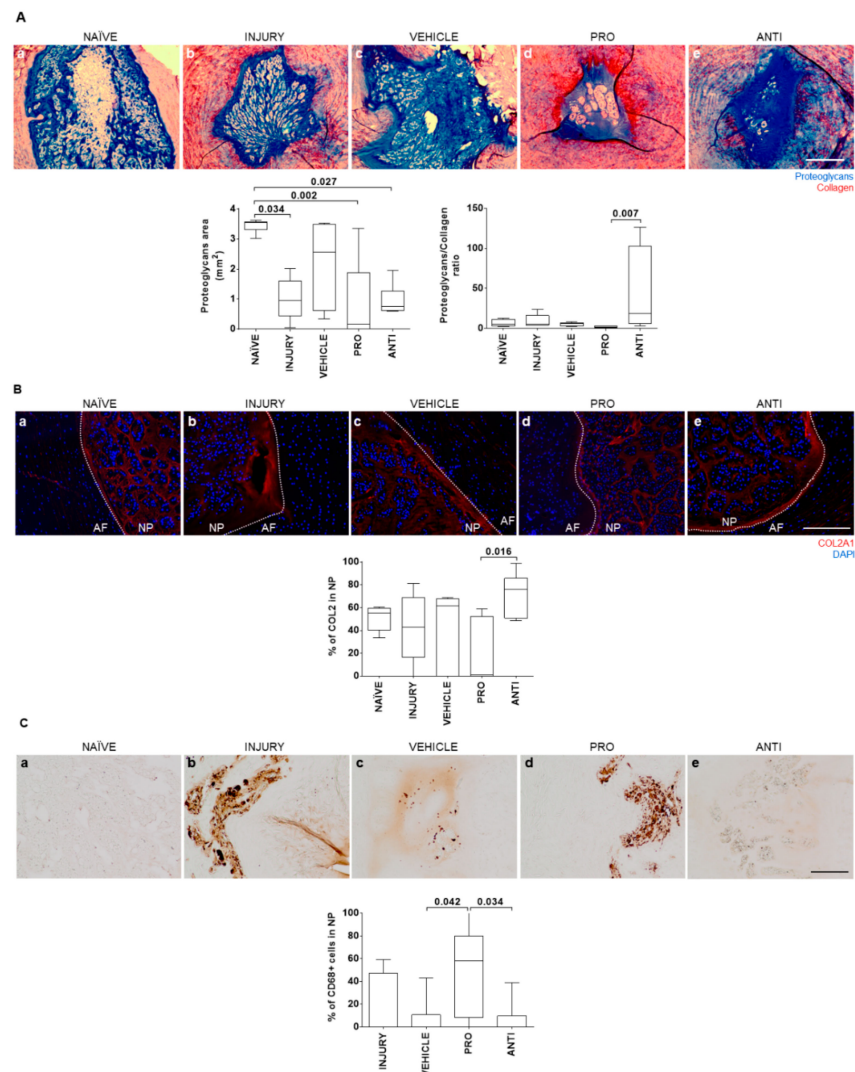 A
NAÏVE INJURY VEHICLE PRO ANTI
a b c d e
Proteoglycans
Collagen
0.027
0.002
0.034
Proteoglycans area
(mm²)
4
3
2
1
0
NAÏVE INJURY VEHICLE PRO ANTI
0.007
Proteoglycans/Collagen
ratio
150
100
50
0
NAÏVE INJURY VEHICLE PRO ANTI
B
NAÏVE INJURY VEHICLE PRO ANTI
a b c d e
AF NP NP AF NP AF AF NP NP AF
COL2A1
DAPI
0.016
% of COL2 in NP
100
80
60
40
20
0
NAÏVE INJURY VEHICLE PRO ANTI
C
NAÏVE INJURY VEHICLE PRO ANTI
a b c d e
0.042 0.034
% of CD68+ cells in NP
100
80
60
40
20
0
INJURY VEHICLE PRO ANTI